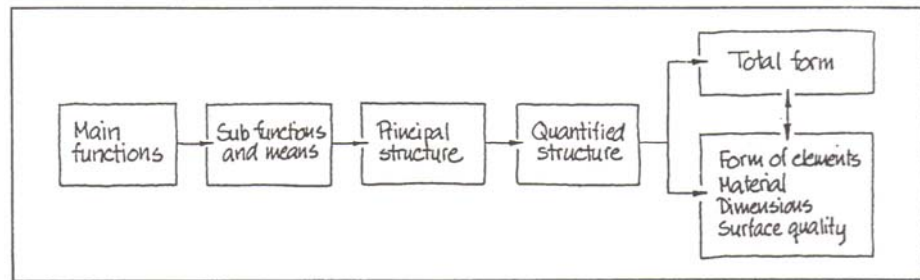 Main
functions
Sub functions
and means
Principal
structure
Quantified
structure
Total form
Form of elements
Material
Dimensions
Surface quality